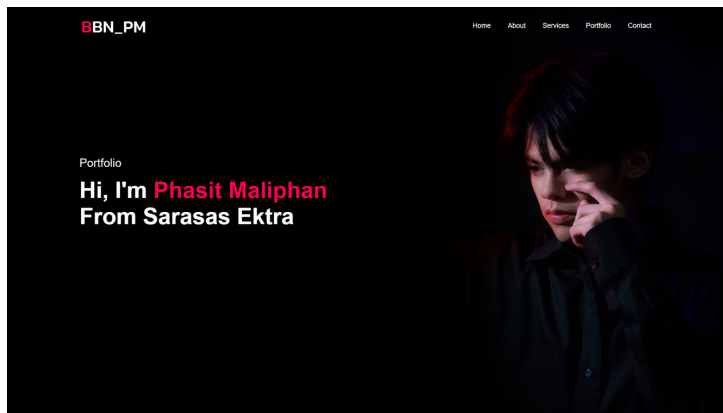 BBN_PM
Home About Services Portfolio Contact
Portfolio
Hi, I'm Phasit Maliphan
From Sarasas Ektra